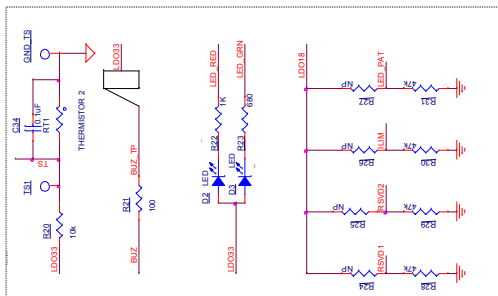 GND_TS
C34
0.1uF
RT1
THERMISTOR 2
TS
TS1
R20
10k
LDO33
LDO33
BUZ_TP
R21
100
BUZ
LED_RED
LED_GRN
1K
680
R22
R23
LED
LED
D2
D3
LDO33
LDO18
LED_PAT
NP
47k
R27
R31
ILIM
NP
47k
R26
R30
RSVD2
NP
47k
R25
R29
RSVD1
NP
47k
R24
R28